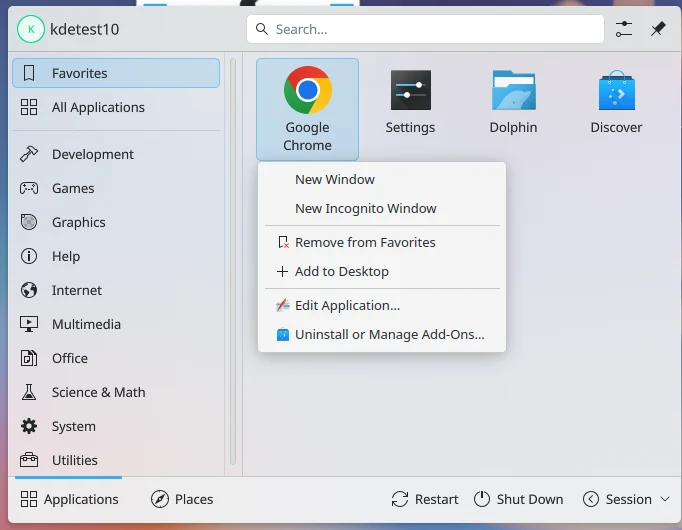 K
kdetest10
Search...
Favorites
All Applications
Development
Games
Graphics
Help
Internet
Multimedia
Office
Science & Math
System
Utilities
Google
Chrome
Settings
Dolphin
Discover
New Window
New Incognito Window
Remove from Favorites
Add to Desktop
Edit Application...
Uninstall or Manage Add-Ons...
Applications
Places
Restart
Shut Down
Session